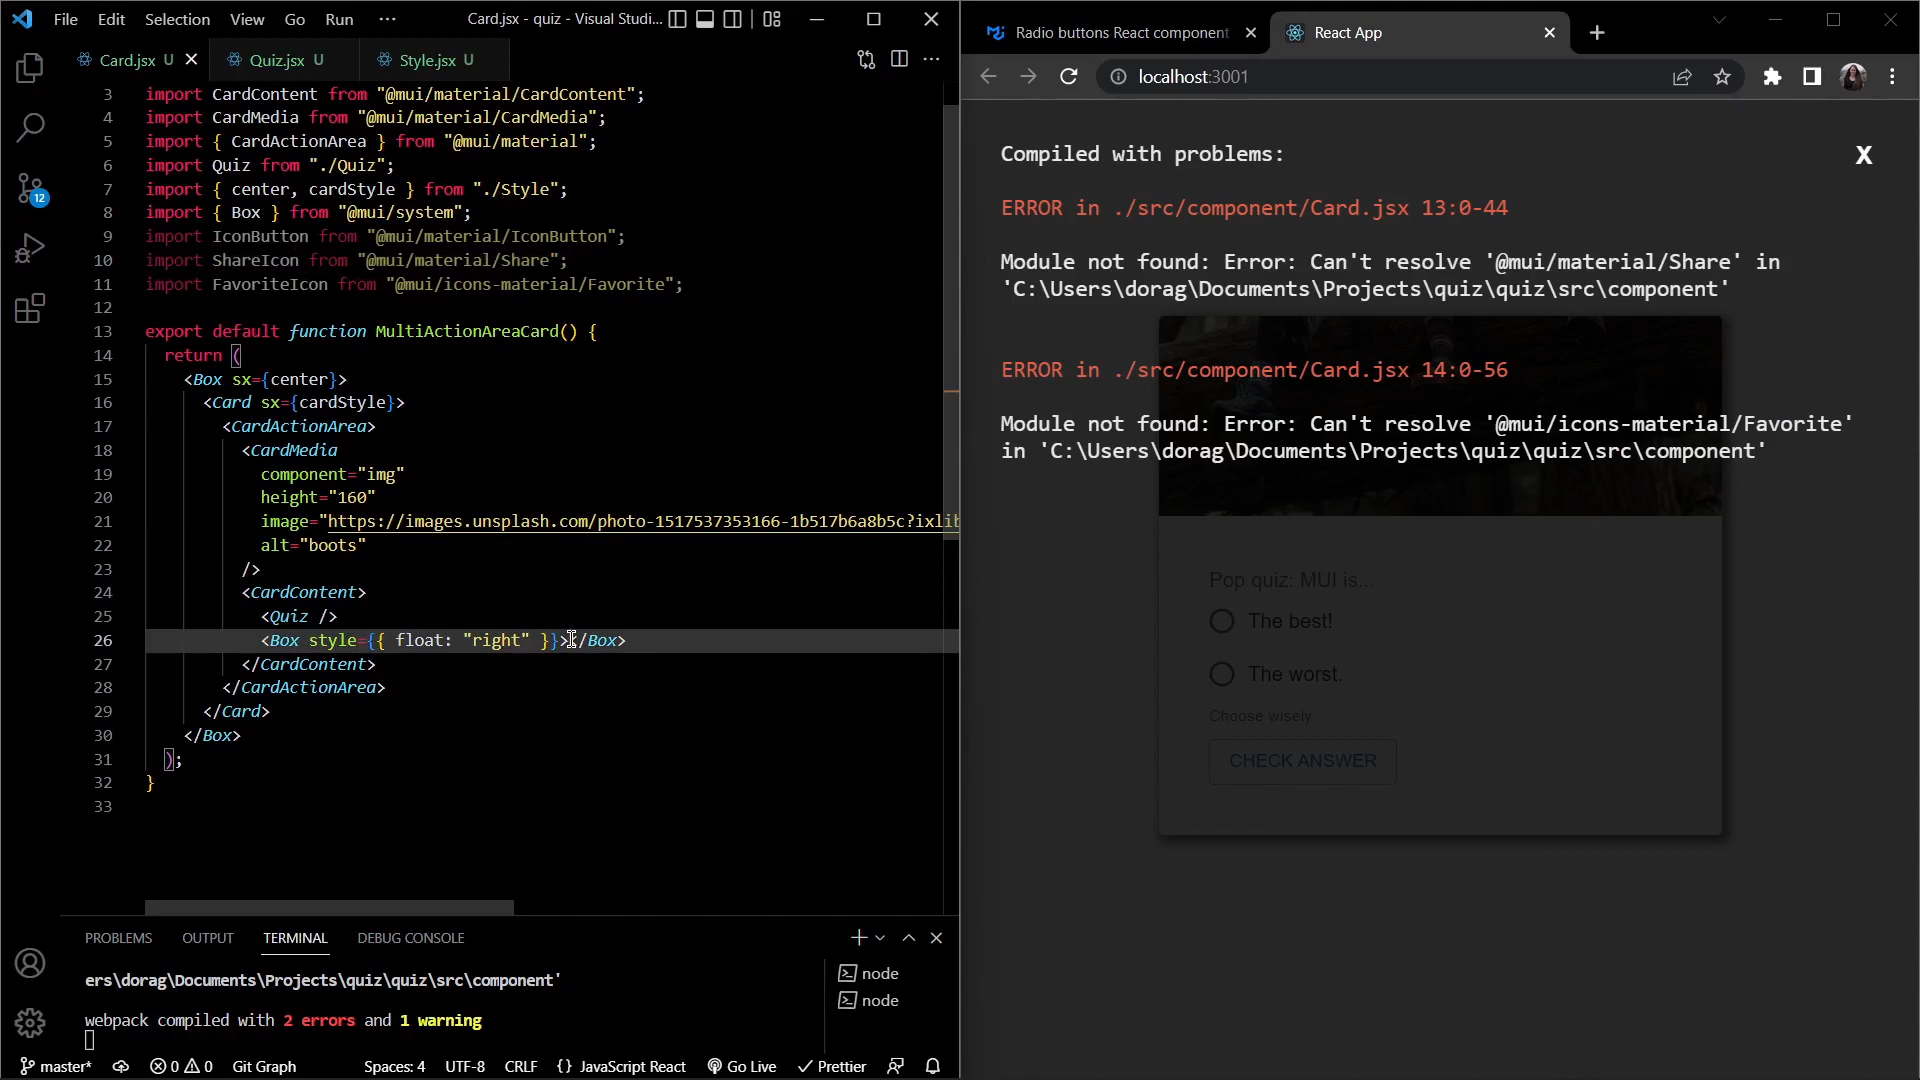 File Edit Selection View Go Run ··· Card.jsx - quiz - Visual Studi...
Card.jsx U
Quiz.jsx U
Style.jsx U
3 import CardContent from "@mui/material/CardContent";
4 import CardMedia from "@mui/material/CardMedia";
5 import { CardActionArea } from "@mui/material";
6 import Quiz from "./Quiz";
7 import { center, cardStyle } from "./Style";
8 import { Box } from "@mui/system";
9 import IconButton from "@mui/material/IconButton";
10 import ShareIcon from "@mui/material/Share";
11 import FavoriteIcon from "@mui/icons-material/Favorite";
12
13 export default function MultiActionAreaCard() {
14 return (
15 <Box sx={center}>
16 <Card sx={cardStyle}>
17 <CardActionArea>
18 <CardMedia
19 component="img"
20 height="160"
21 image="https://images.unsplash.com/photo-1517537353166-1b517b6a8b5c?ixlib
22 alt="boots"
23 />
24 <CardContent>
25 <Quiz />
26 <Box style={{ float: "right" }}></Box>
27 </CardContent>
28 </CardActionArea>
29 </Card>
30 </Box>
31 );
32 }
33
12
PROBLEMS OUTPUT TERMINAL DEBUG CONSOLE
ers\dorag\Documents\Projects\quiz\quiz\src\component'
webpack compiled with 2 errors and 1 warning
node
node
master* 0 0 Git Graph Spaces: 4 UTF-8 CRLF {} JavaScript React Go Live Prettier
Radio buttons React component
React App
localhost:3001
Compiled with problems:
X
ERROR in ./src/component/Card.jsx 13:0-44
Module not found: Error: Can't resolve '@mui/material/Share' in
'C:\Users\dorag\Documents\Projects\quiz\quiz\src\component'
ERROR in ./src/component/Card.jsx 14:0-56
Module not found: Error: Can't resolve '@mui/icons-material/Favorite'
in 'C:\Users\dorag\Documents\Projects\quiz\quiz\src\component'
Pop quiz: MUI is...
The best!
The worst.
Choose wisely
CHECK ANSWER